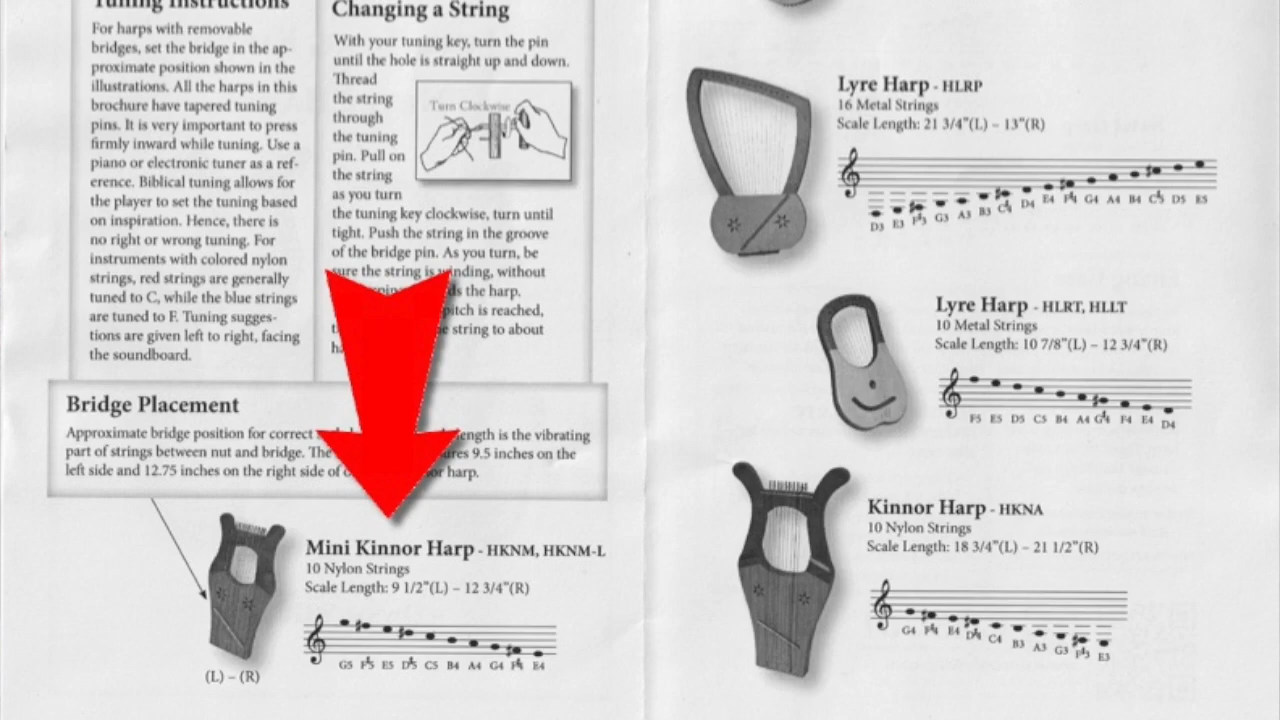 Tuning Instructions
For harps with removable
bridges, set the bridge in the ap-
proximate position shown in the
illustrations. All the harps in this
brochure have tapered tuning
pins. It is very important to press
firmly inward while tuning. Use a
piano or electronic tuner as a ref-
erence. Biblical tuning allows for
the player to set the tuning based
on inspiration. Hence, there is
no right or wrong tuning. For
instruments with colored nylon
strings, red strings are generally
tuned to C, while the blue strings
are tuned to F. Tuning sugges-
tions are given left to right, facing
the soundboard.
Changing a String
With your tuning key, turn the pin
until the hole is straight up and down.
Thread
the string
through
the tuning
pin. Pull on
the string
as you turn
Turn Clockwise
the tuning key clockwise, turn until
tight. Push the string in the groove
of the bridge pin. As you turn, be
sure the string is winding, without
the harp.
pitch is reached,
string to about
Bridge Placement
Approximate bridge position for correct length is the vibrating
part of strings between nut and bridge. The 9.5 inches on the
left side and 12.75 inches on the right side of harp.
Mini Kinnor Harp - HKNM, HKNM-L
10 Nylon Strings
Scale Length: 9 1/2"(L) – 12 3/4"(R)
G5 F#5 E5 D#5 C5 B4 A4 G4 F#4 E4
(L) – (R)
Lyre Harp - HLRP
16 Metal Strings
Scale Length: 21 3/4"(L) – 13"(R)
D3 E3 F#3 G3 A3 B3 C#4 D4 E4 F#4 G4 A4 B4 C#5 D5 E5
Lyre Harp - HLRT, HLLT
10 Metal Strings
Scale Length: 10 7/8"(L) – 12 3/4"(R)
F5 E5 D5 C5 B4 A4 G#4 F4 E4 D4
Kinnor Harp - HKNA
10 Nylon Strings
Scale Length: 18 3/4"(L) – 21 1/2"(R)
G4 F#4 E4 D#4 C4 B3 A3 G3 F#3 E3